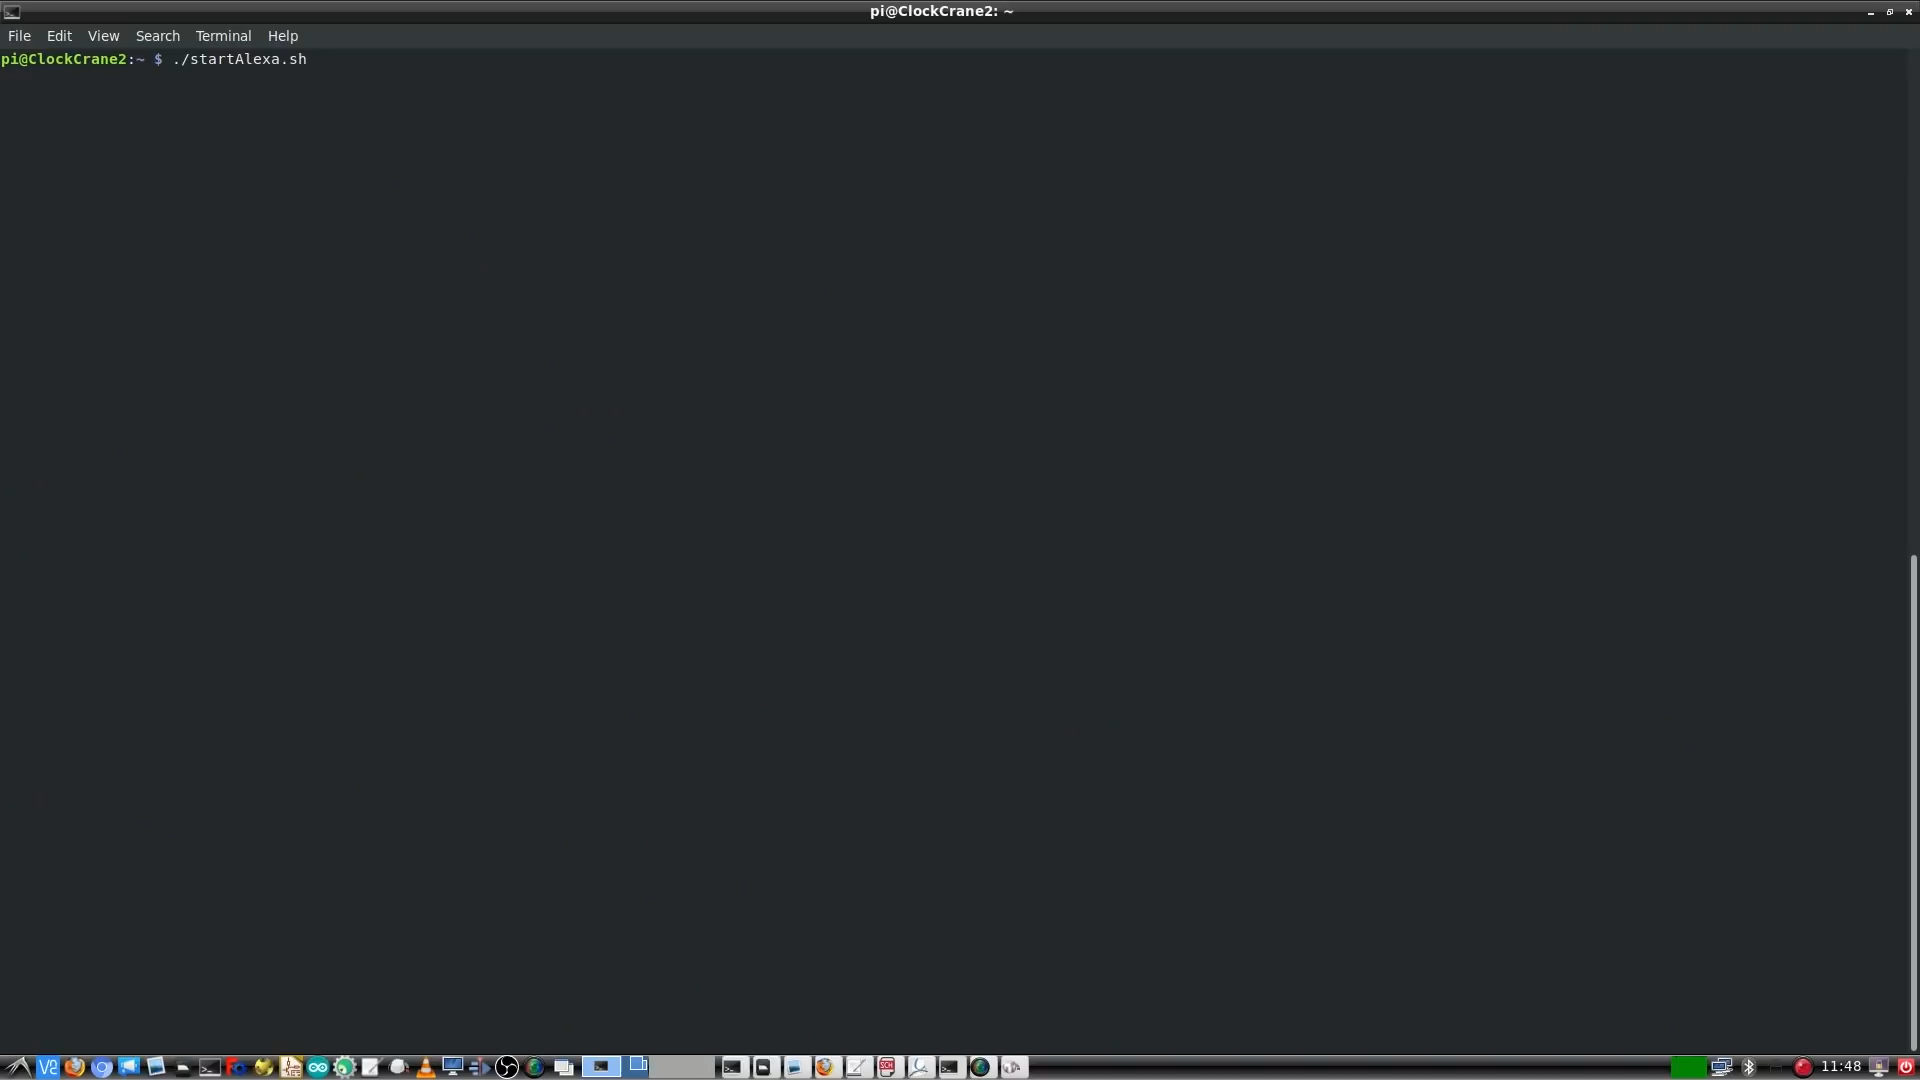 pi@ClockCrane2: ~
File Edit View Search Terminal Help
pi@ClockCrane2:~ $ ./startAlexa.sh
11:48